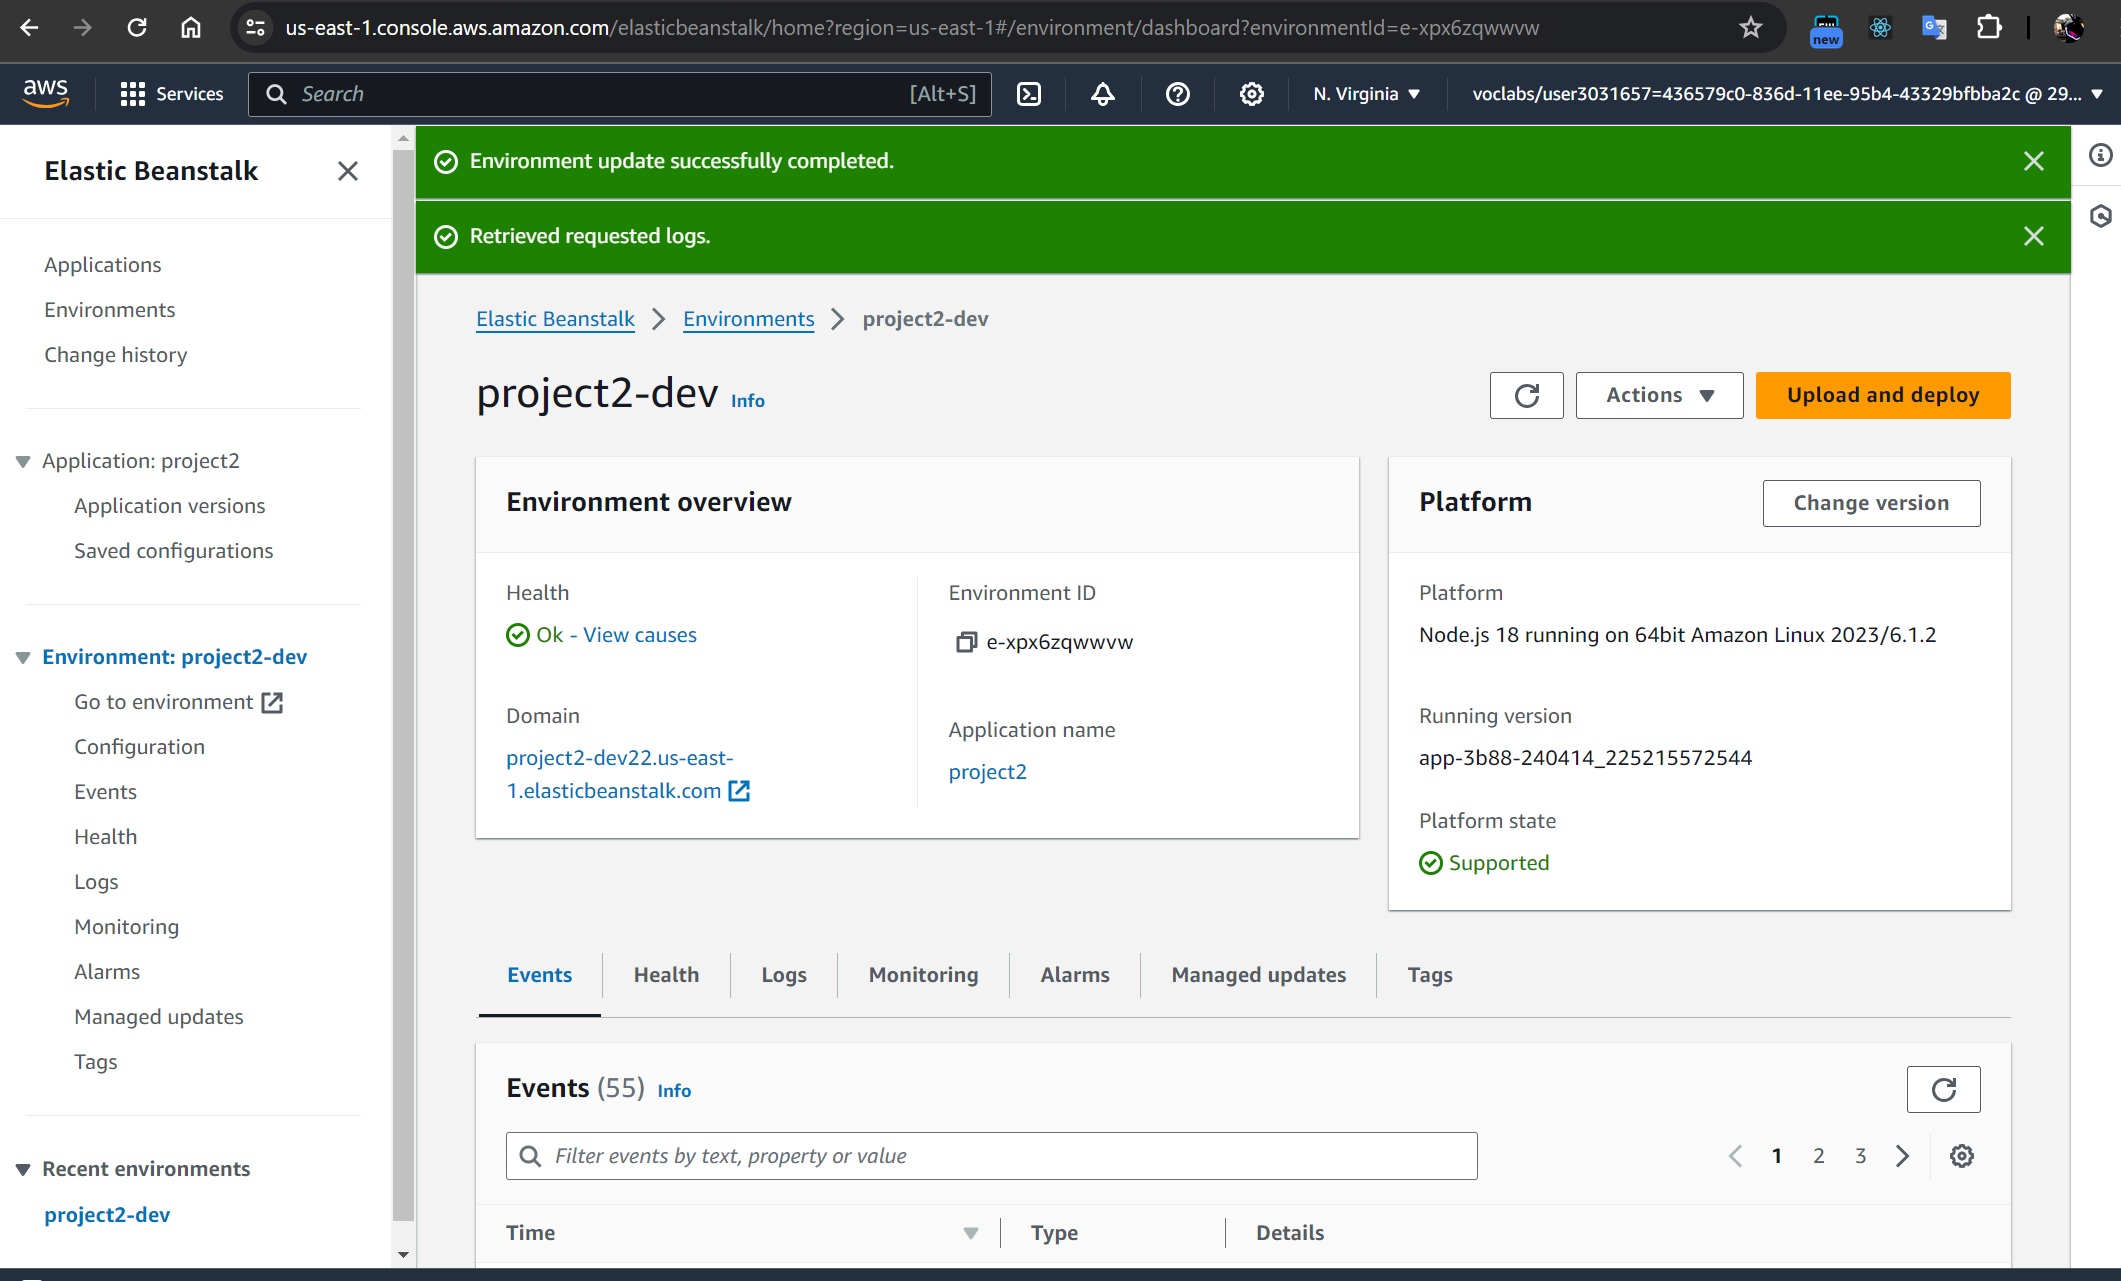 us-east-1.console.aws.amazon.com/elasticbeanstalk/home?region=us-east-1#/environment/dashboard?environmentId=e-xpx6zqwwvw
new
aws
Services
Search
[Alt+S]
N. Virginia
voclabs/user3031657=436579c0-836d-11ee-95b4-43329bfbba2c @ 29...
Elastic Beanstalk
Applications
Environments
Change history
Application: project2
Application versions
Saved configurations
Environment: project2-dev
Go to environment
Configuration
Events
Health
Logs
Monitoring
Alarms
Managed updates
Tags
Recent environments
project2-dev
Environment update successfully completed.
Retrieved requested logs.
Elastic Beanstalk > Environments > project2-dev
project2-dev Info
Actions
Upload and deploy
Environment overview
Health
Ok - View causes
Domain
project2-dev22.us-east-
1.elasticbeanstalk.com
Environment ID
e-xpx6zqwwvw
Application name
project2
Platform
Change version
Platform
Node.js 18 running on 64bit Amazon Linux 2023/6.1.2
Running version
app-3b88-240414_225215572544
Platform state
Supported
Events
Health
Logs
Monitoring
Alarms
Managed updates
Tags
Events (55) Info
Filter events by text, property or value
1 2 3
Time
Type
Details